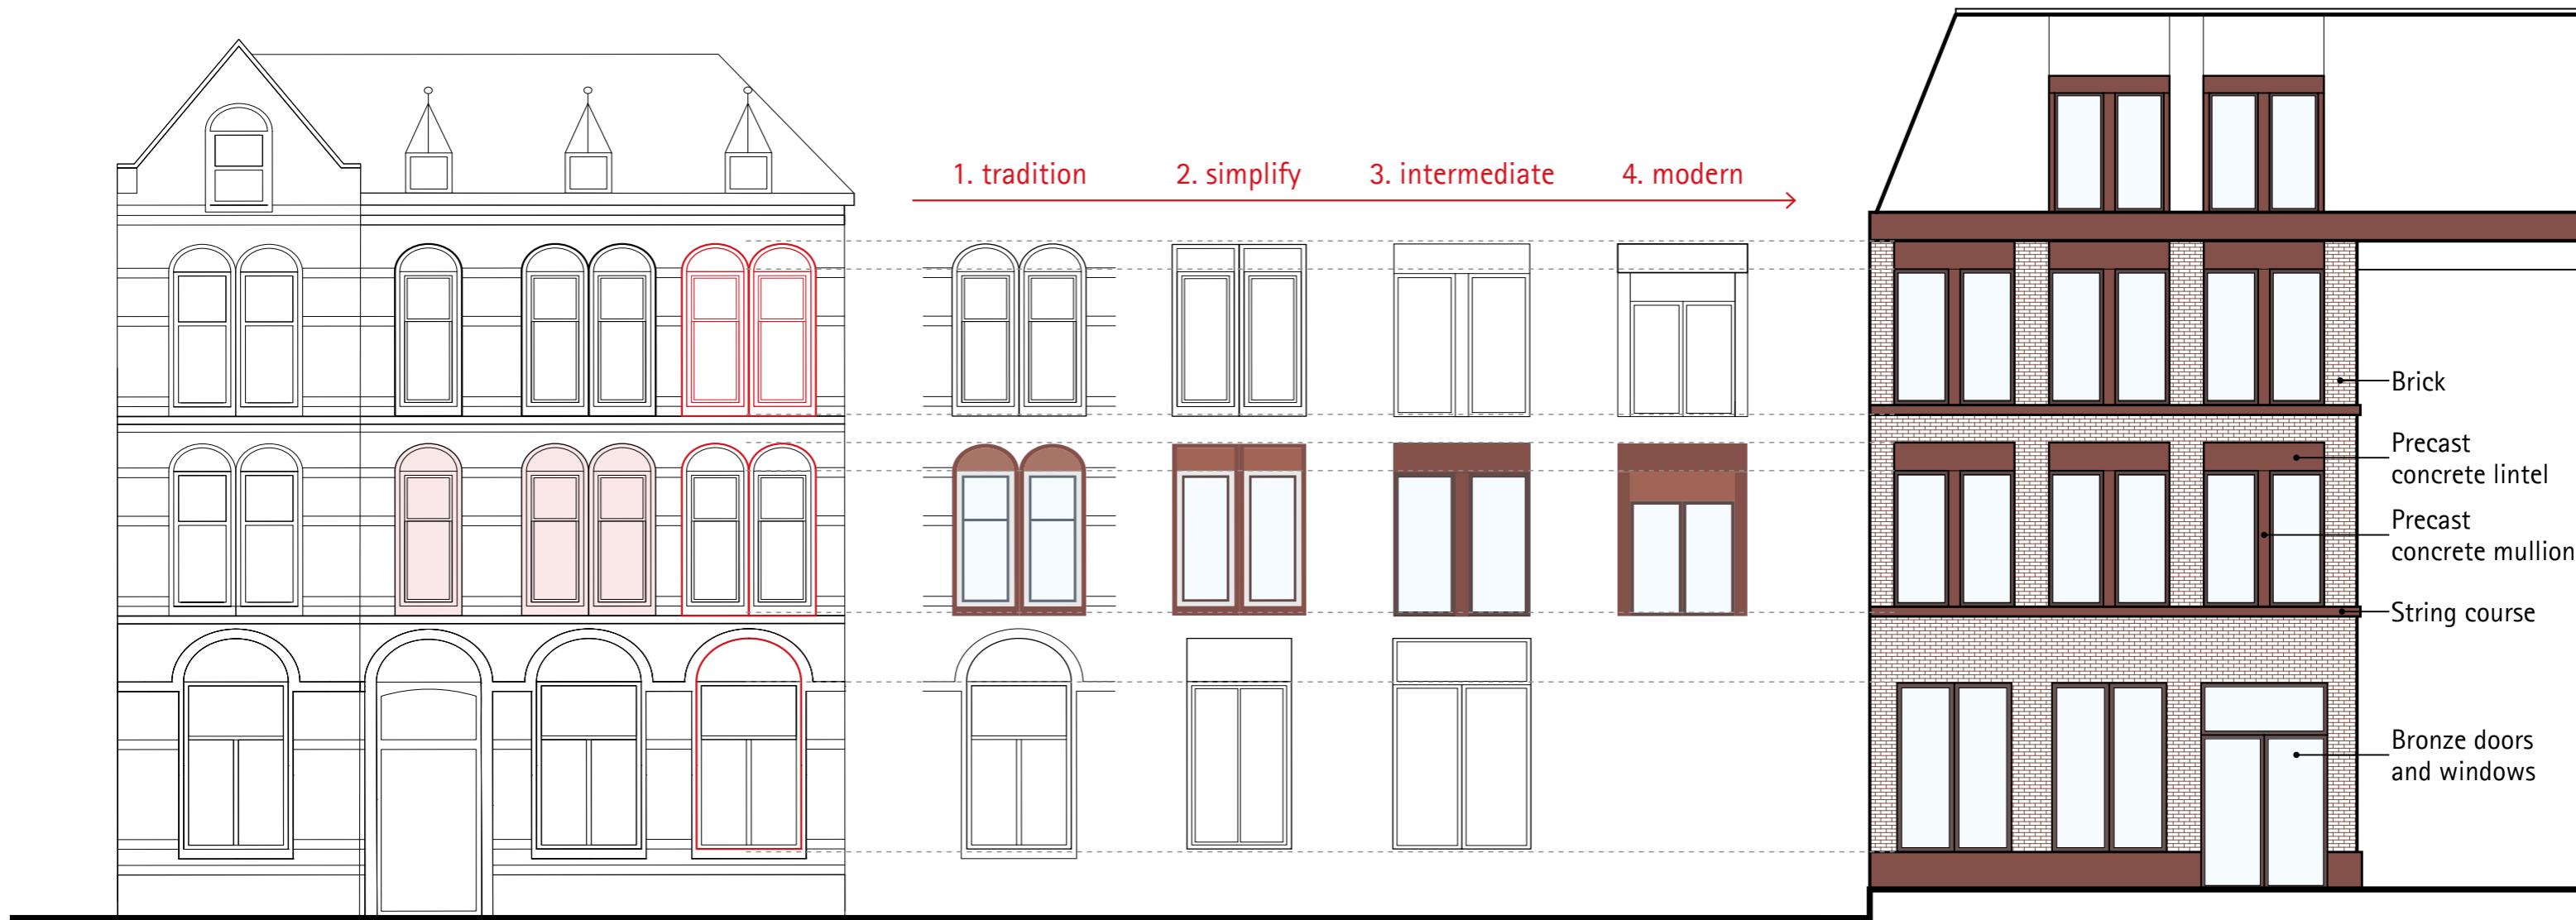 1. tradition
2. simplify
3. intermediate
4. modern
Brick
Precast
concrete lintel
Precast
concrete mullion
String course
Bronze doors
and windows